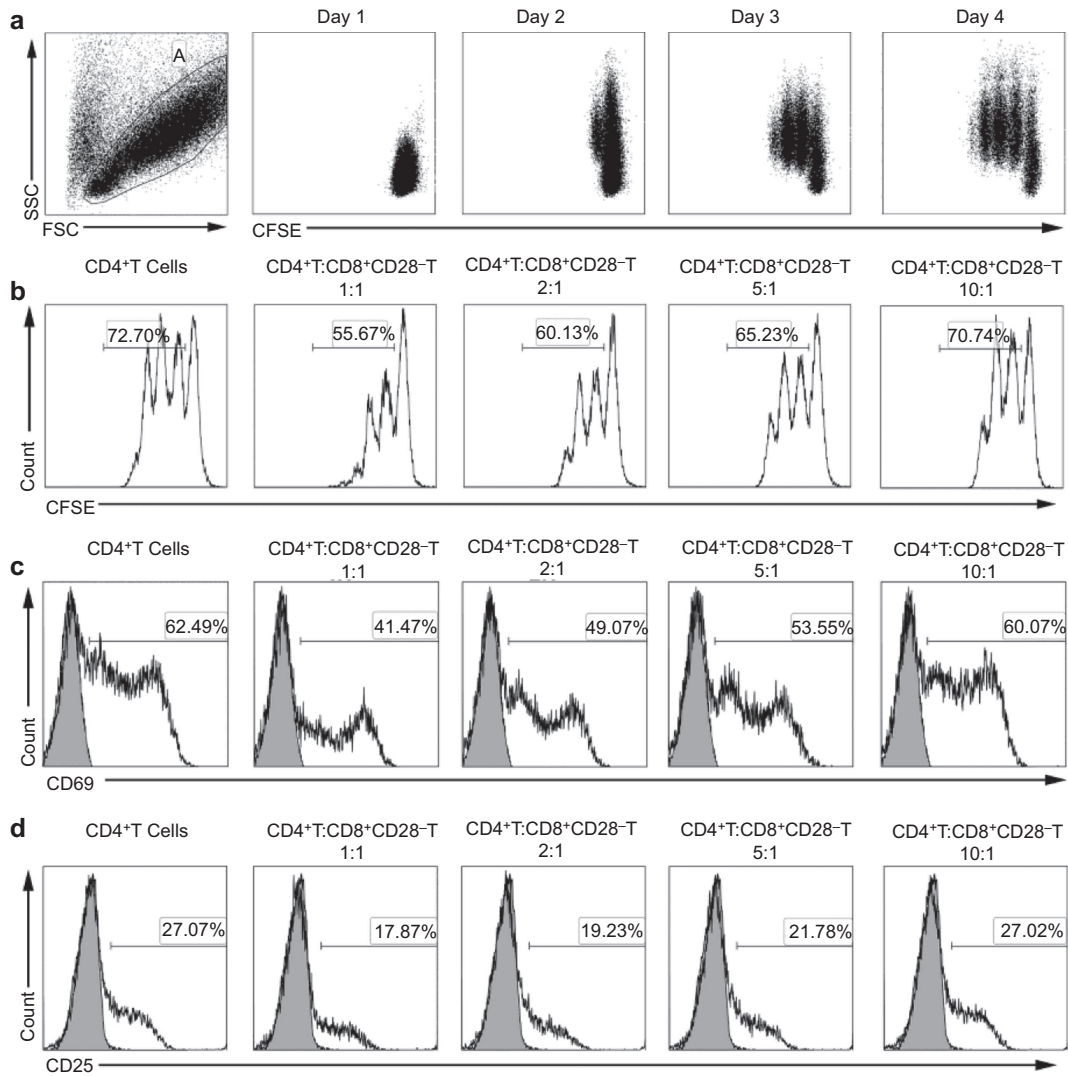 a
Day 1 Day 2 Day 3 Day 4
A
SSC
FSC
CFSE
b
CD4⁺T Cells CD4⁺T:CD8⁺CD28⁻T CD4⁺T:CD8⁺CD28⁻T CD4⁺T:CD8⁺CD28⁻T CD4⁺T:CD8⁺CD28⁻T
1:1 2:1 5:1 10:1
72.70% 55.67% 60.13% 65.23% 70.74%
Count
CFSE
c
CD4⁺T Cells CD4⁺T:CD8⁺CD28⁻T CD4⁺T:CD8⁺CD28⁻T CD4⁺T:CD8⁺CD28⁻T CD4⁺T:CD8⁺CD28⁻T
1:1 2:1 5:1 10:1
62.49% 41.47% 49.07% 53.55% 60.07%
Count
CD69
d
CD4⁺T Cells CD4⁺T:CD8⁺CD28⁻T CD4⁺T:CD8⁺CD28⁻T CD4⁺T:CD8⁺CD28⁻T CD4⁺T:CD8⁺CD28⁻T
1:1 2:1 5:1 10:1
27.07% 17.87% 19.23% 21.78% 27.02%
Count
CD25